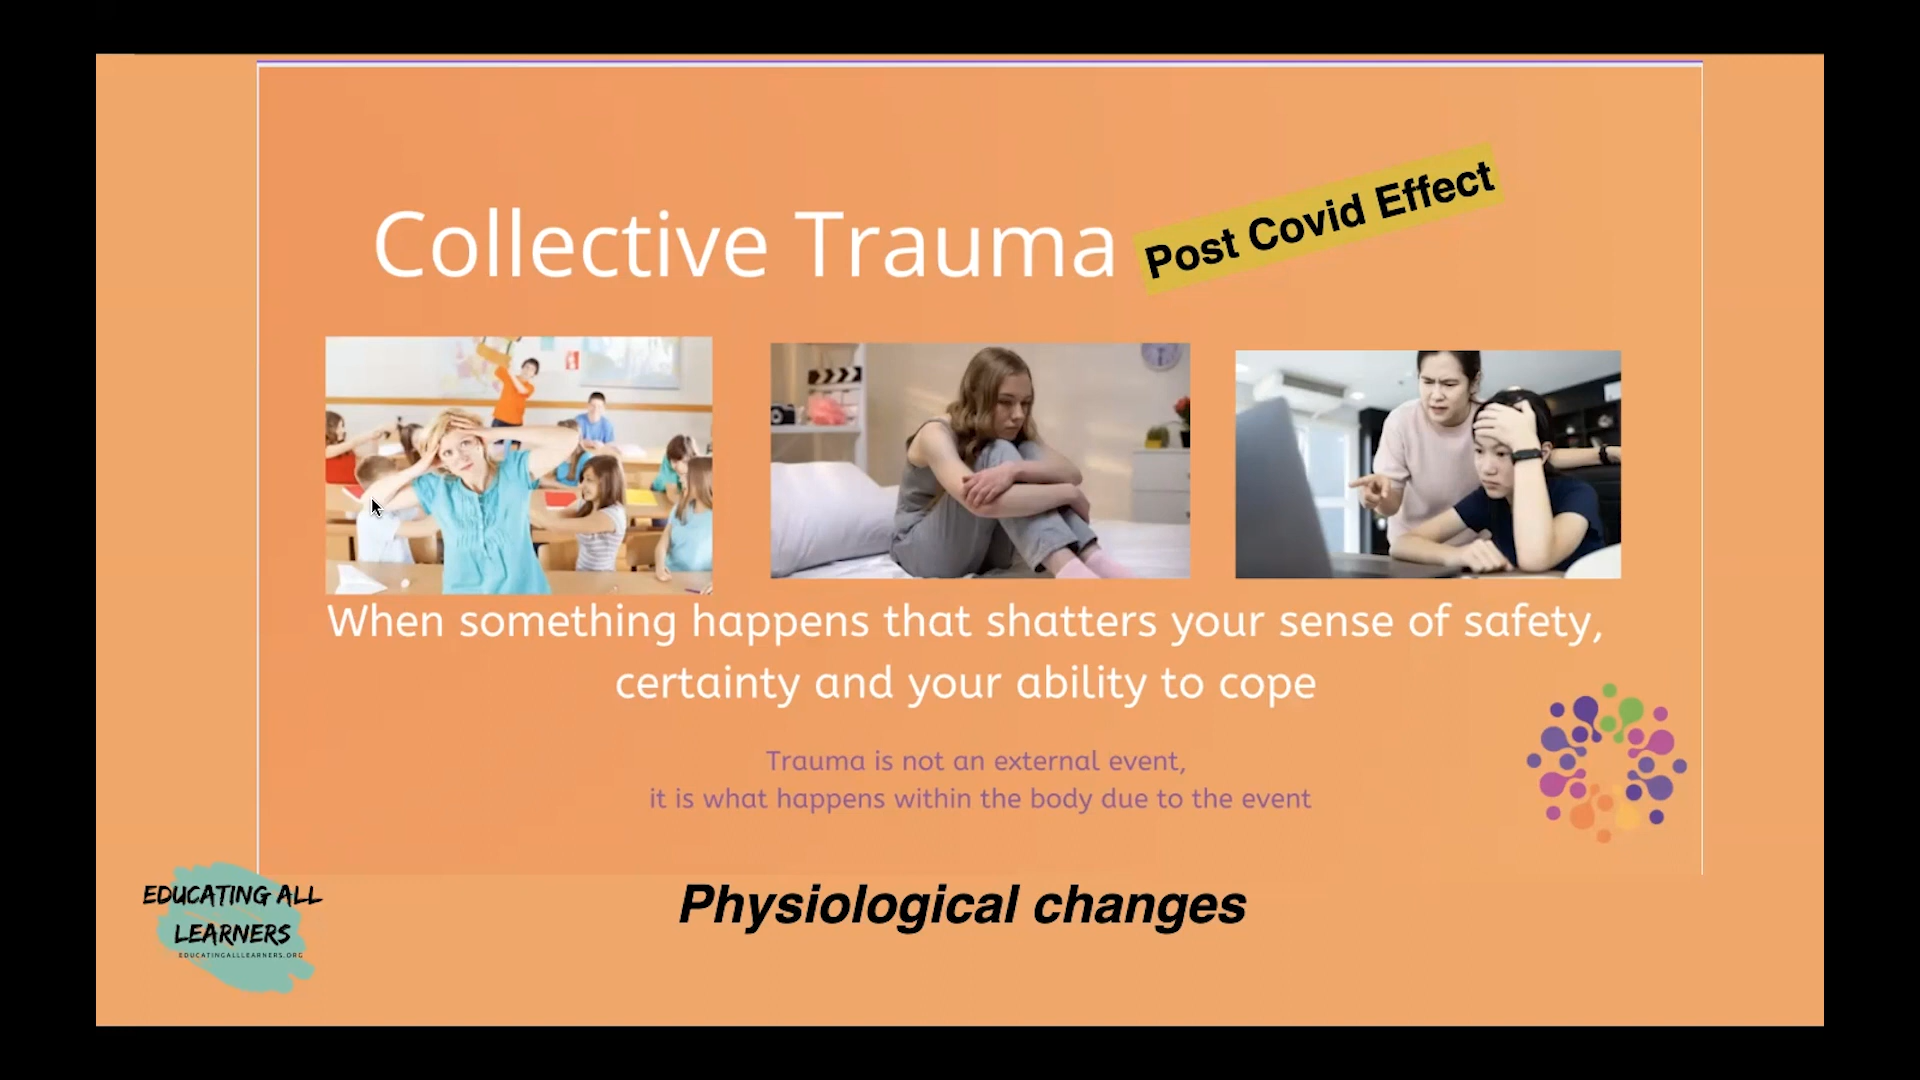 Collective Trauma
Post Covid Effect
When something happens that shatters your sense of safety,
certainty and your ability to cope
Trauma is not an external event,
it is what happens within the body due to the event
Physiological changes
EDUCATING ALL
LEARNERS
EDUCATINGALLLEARNERS.ORG